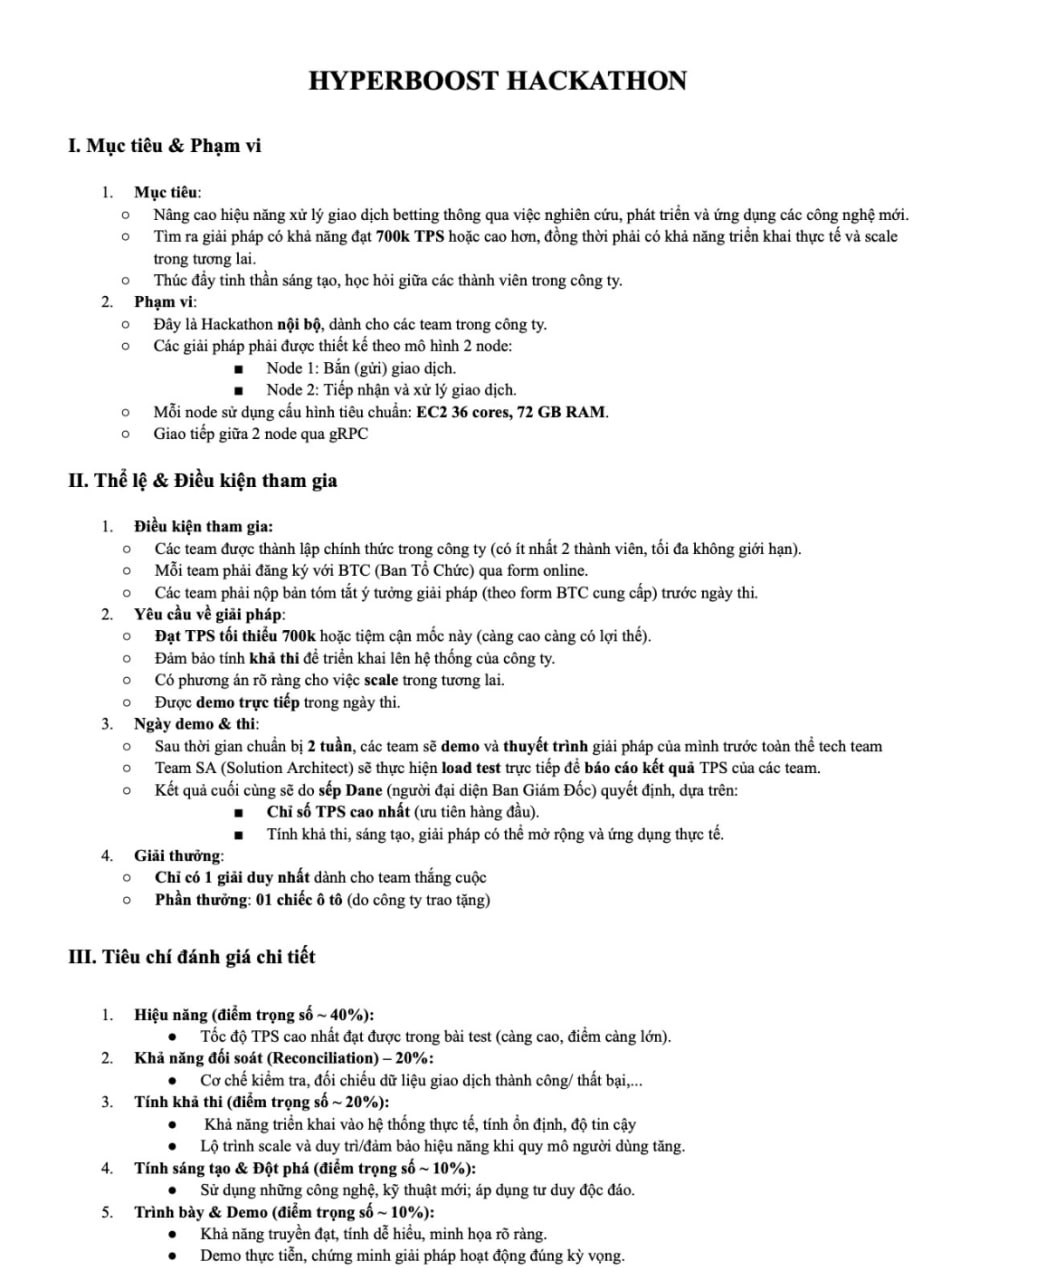 HYPERBOOST HACKATHON
I. Mục tiêu & Phạm vi
1. Mục tiêu:
○ Nâng cao hiệu năng xử lý giao dịch betting thông qua việc nghiên cứu, phát triển và ứng dụng các công nghệ mới.
○ Tìm ra giải pháp có khả năng đạt 700k TPS hoặc cao hơn, đồng thời phải có khả năng triển khai thực tế và scale
trong tương lai.
○ Thúc đẩy tinh thần sáng tạo, học hỏi giữa các thành viên trong công ty.
2. Phạm vi:
○ Đây là Hackathon nội bộ, dành cho các team trong công ty.
○ Các giải pháp phải được thiết kế theo mô hình 2 node:
■ Node 1: Bắn (gửi) giao dịch.
■ Node 2: Tiếp nhận và xử lý giao dịch.
○ Mỗi node sử dụng cấu hình tiêu chuẩn: EC2 36 cores, 72 GB RAM.
○ Giao tiếp giữa 2 node qua gRPC
II. Thể lệ & Điều kiện tham gia
1. Điều kiện tham gia:
○ Các team được thành lập chính thức trong công ty (có ít nhất 2 thành viên, tối đa không giới hạn).
○ Mỗi team phải đăng ký với BTC (Ban Tổ Chức) qua form online.
○ Các team phải nộp bản tóm tắt ý tưởng giải pháp (theo form BTC cung cấp) trước ngày thi.
2. Yêu cầu về giải pháp:
○ Đạt TPS tối thiểu 700k hoặc tiệm cận mốc này (càng cao càng có lợi thế).
○ Đảm bảo tính khả thi để triển khai lên hệ thống của công ty.
○ Có phương án rõ ràng cho việc scale trong tương lai.
○ Được demo trực tiếp trong ngày thi.
3. Ngày demo & thi:
○ Sau thời gian chuẩn bị 2 tuần, các team sẽ demo và thuyết trình giải pháp của mình trước toàn thể tech team
○ Team SA (Solution Architect) sẽ thực hiện load test trực tiếp để báo cáo kết quả TPS của các team.
○ Kết quả cuối cùng sẽ do sếp Dane (người đại diện Ban Giám Đốc) quyết định, dựa trên:
■ Chỉ số TPS cao nhất (ưu tiên hàng đầu).
■ Tính khả thi, sáng tạo, giải pháp có thể mở rộng và ứng dụng thực tế.
4. Giải thưởng:
○ Chỉ có 1 giải duy nhất dành cho team thắng cuộc
○ Phần thưởng: 01 chiếc ô tô (do công ty trao tặng)
III. Tiêu chí đánh giá chi tiết
1. Hiệu năng (điểm trọng số ~ 40%):
● Tốc độ TPS cao nhất đạt được trong bài test (càng cao, điểm càng lớn).
2. Khả năng đối soát (Reconciliation) – 20%:
● Cơ chế kiểm tra, đối chiếu dữ liệu giao dịch thành công/ thất bại,...
3. Tính khả thi (điểm trọng số ~ 20%):
● Khả năng triển khai vào hệ thống thực tế, tính ổn định, độ tin cậy
● Lộ trình scale và duy trì/đảm bảo hiệu năng khi quy mô người dùng tăng.
4. Tính sáng tạo & Đột phá (điểm trọng số ~ 10%):
● Sử dụng những công nghệ, kỹ thuật mới; áp dụng tư duy độc đáo.
5. Trình bày & Demo (điểm trọng số ~ 10%):
● Khả năng truyền đạt, tính dễ hiểu, minh họa rõ ràng.
● Demo thực tiễn, chứng minh giải pháp hoạt động đúng kỳ vọng.